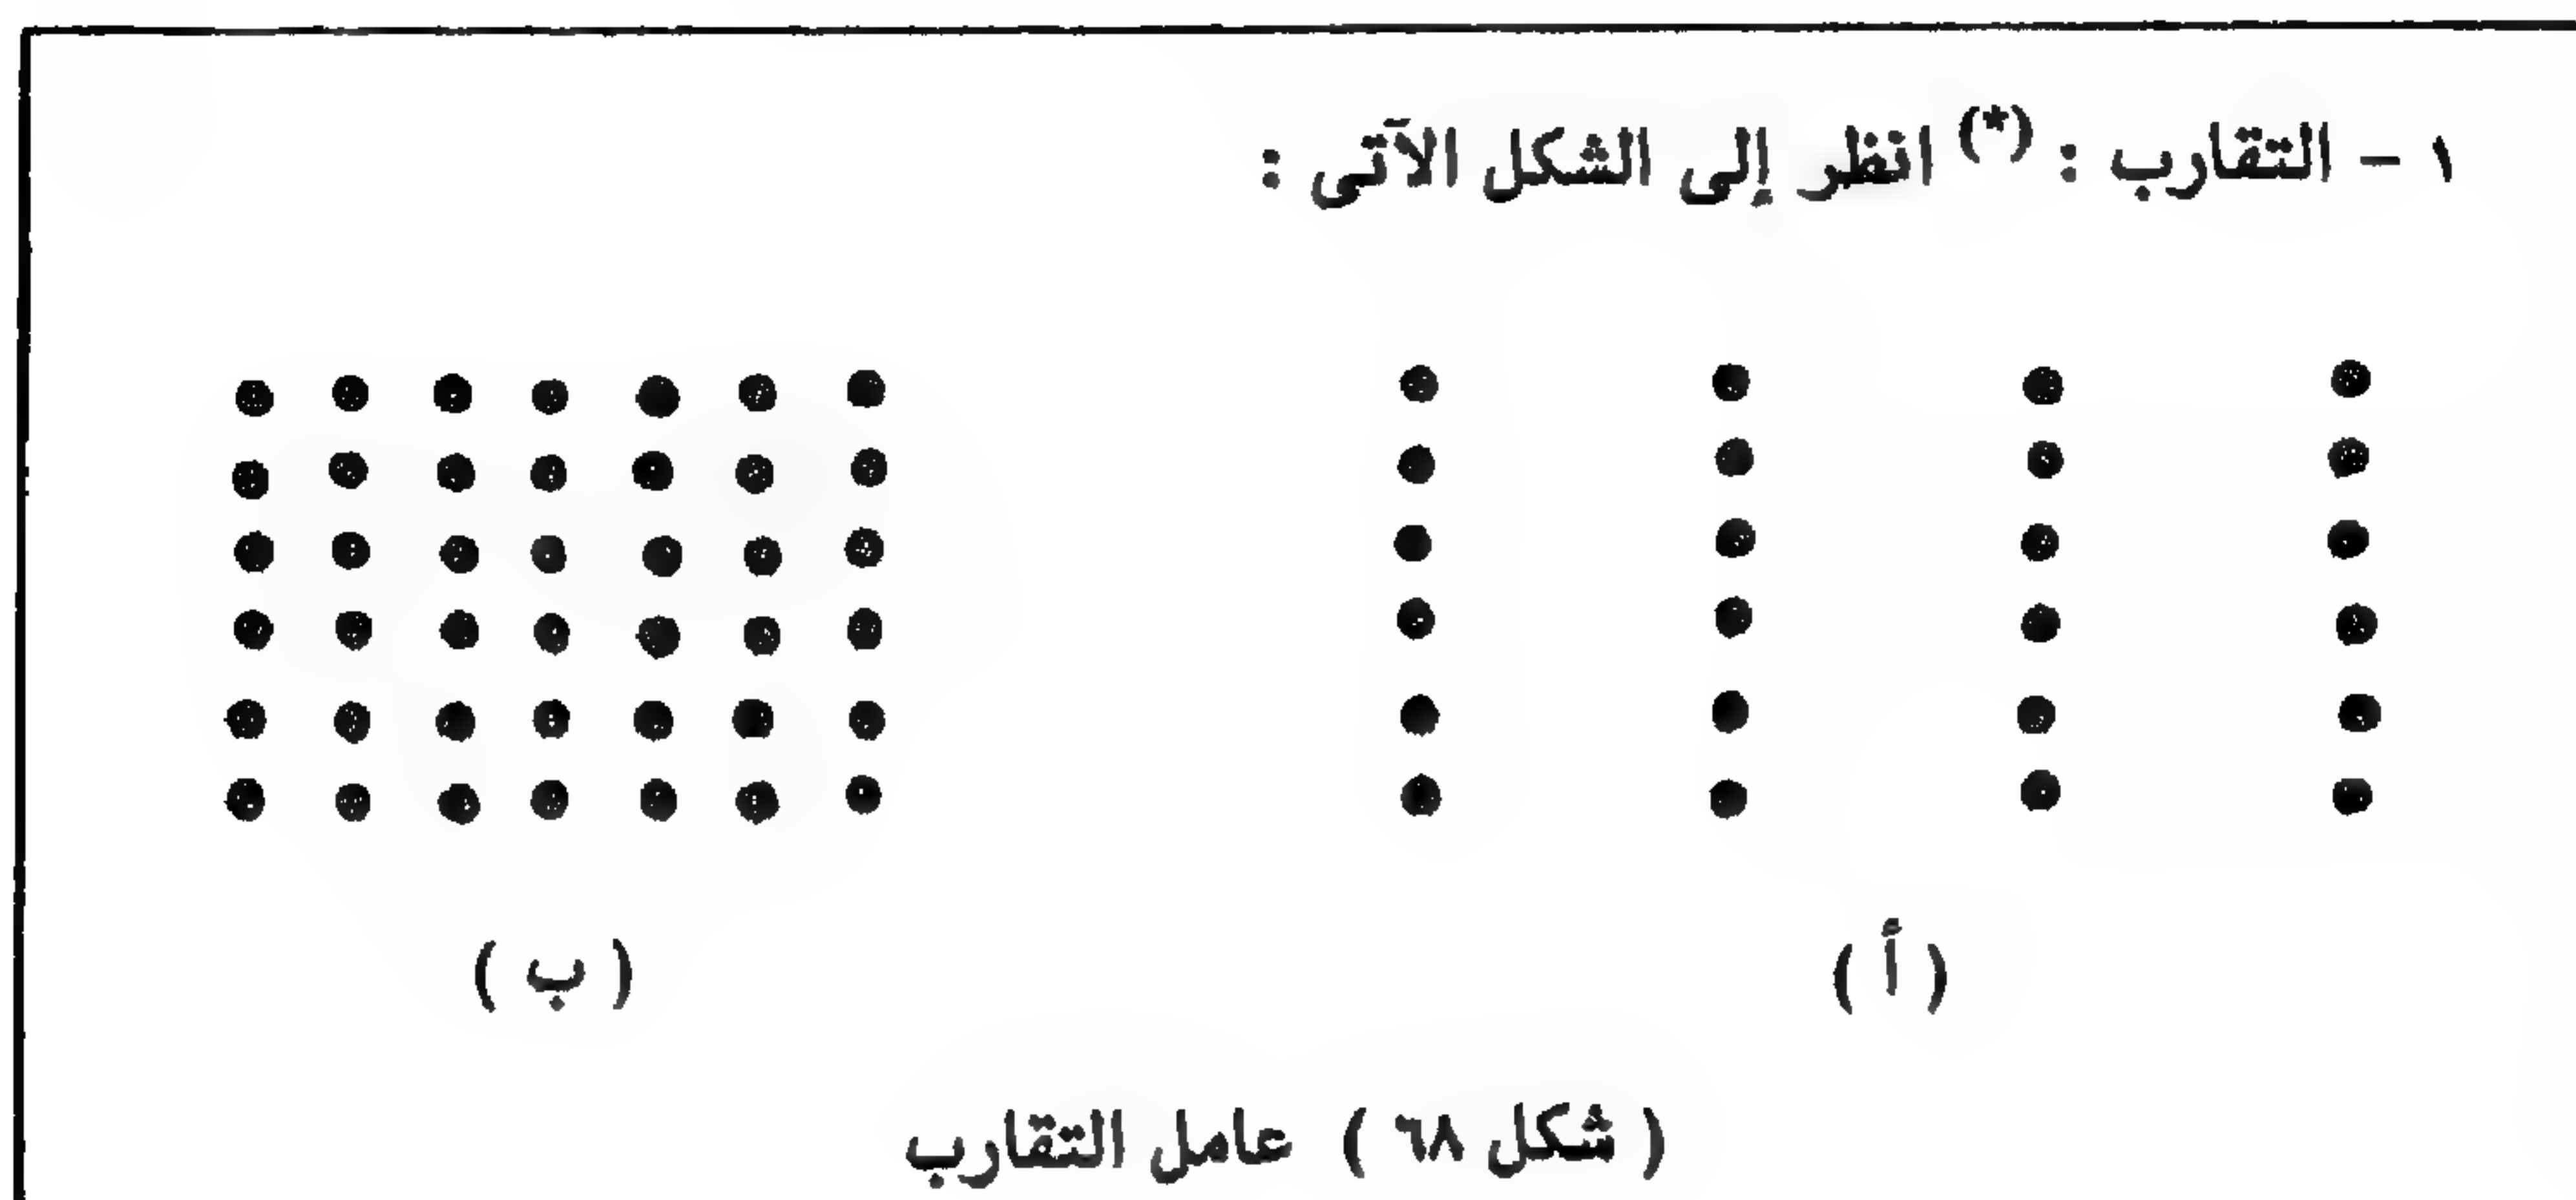 ١ – التقارب : (*) انظر إلى الشكل الآتى :
( أ )
( ب )
( شكل ٦٨ ) عامل التقارب